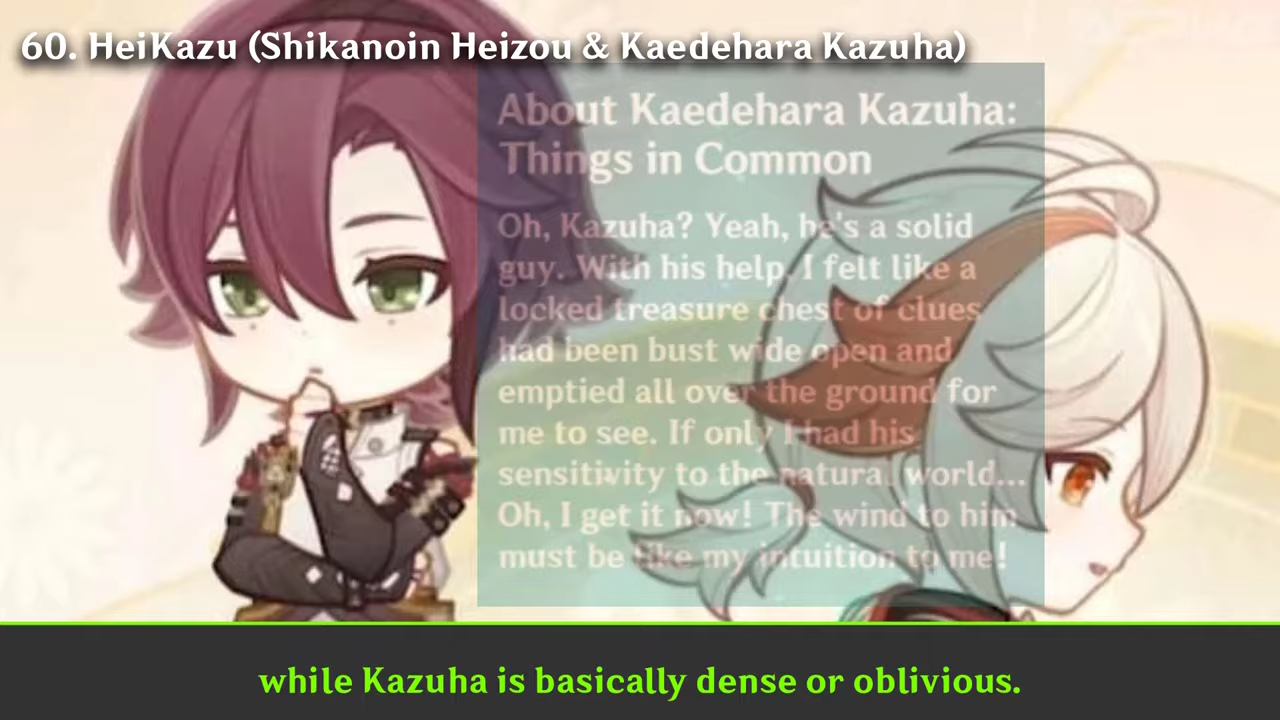 60. HeiKazu (Shikanoin Heizou & Kaedehara Kazuha)
About Kaedehara Kazuha:
Things in Common
Oh, Kazuha? Yeah, he's a solid
guy. With his help, I felt like a
locked treasure chest of clues
had been bust wide open and
emptied all over the ground for
me to see. If only I had his
sensitivity to the natural world...
Oh, I get it now! The wind to him
must be like my intuition to me!
while Kazuha is basically dense or oblivious.